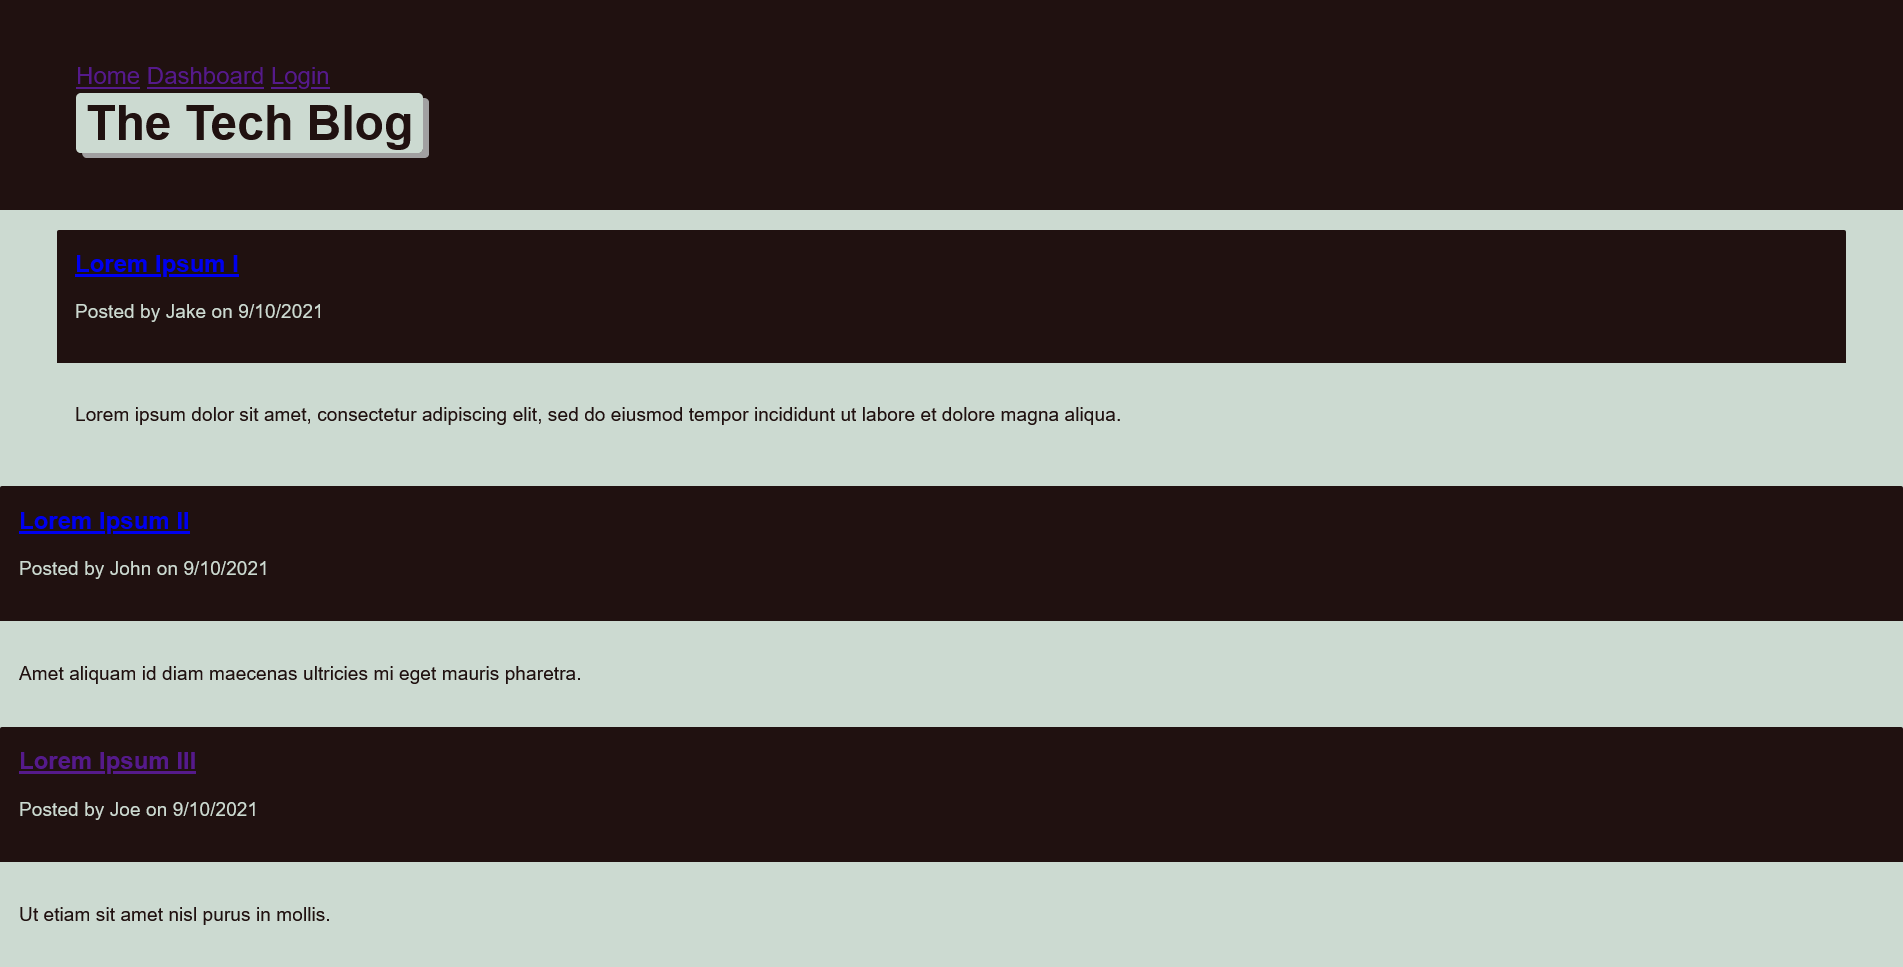 Home Dashboard Login
The Tech Blog
Lorem Ipsum I
Posted by Jake on 9/10/2021
Lorem ipsum dolor sit amet, consectetur adipiscing elit, sed do eiusmod tempor incididunt ut labore et dolore magna aliqua.
Lorem Ipsum II
Posted by John on 9/10/2021
Amet aliquam id diam maecenas ultricies mi eget mauris pharetra.
Lorem Ipsum III
Posted by Joe on 9/10/2021
Ut etiam sit amet nisl purus in mollis.